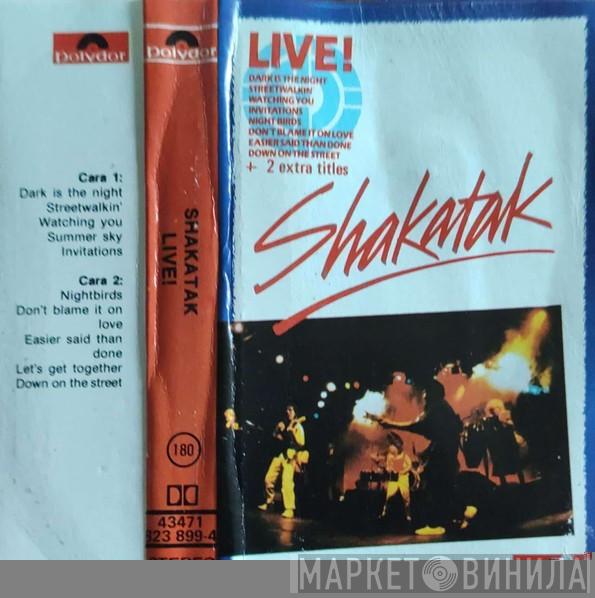 Polydor
Cara 1:
Dark is the night
Streetwalkin'
Watching you
Summer sky
Invitations
Cara 2:
Nightbirds
Don't blame it on
love
Easier said than
done
Let's get together
Down on the street
Polydor
SHAKATAK
LIVE!
180
43471
823 899-4
STEREO
LIVE!
DARK IS THE NIGHT
STREETWALKIN'
WATCHING YOU
INVITATIONS
NIGHT BIRDS
DON'T BLAME IT ON LOVE
EASIER SAID THAN DONE
DOWN ON THE STREET
+ 2 extra titles
Shakatak
МАРКЕТ ВИНИЛА